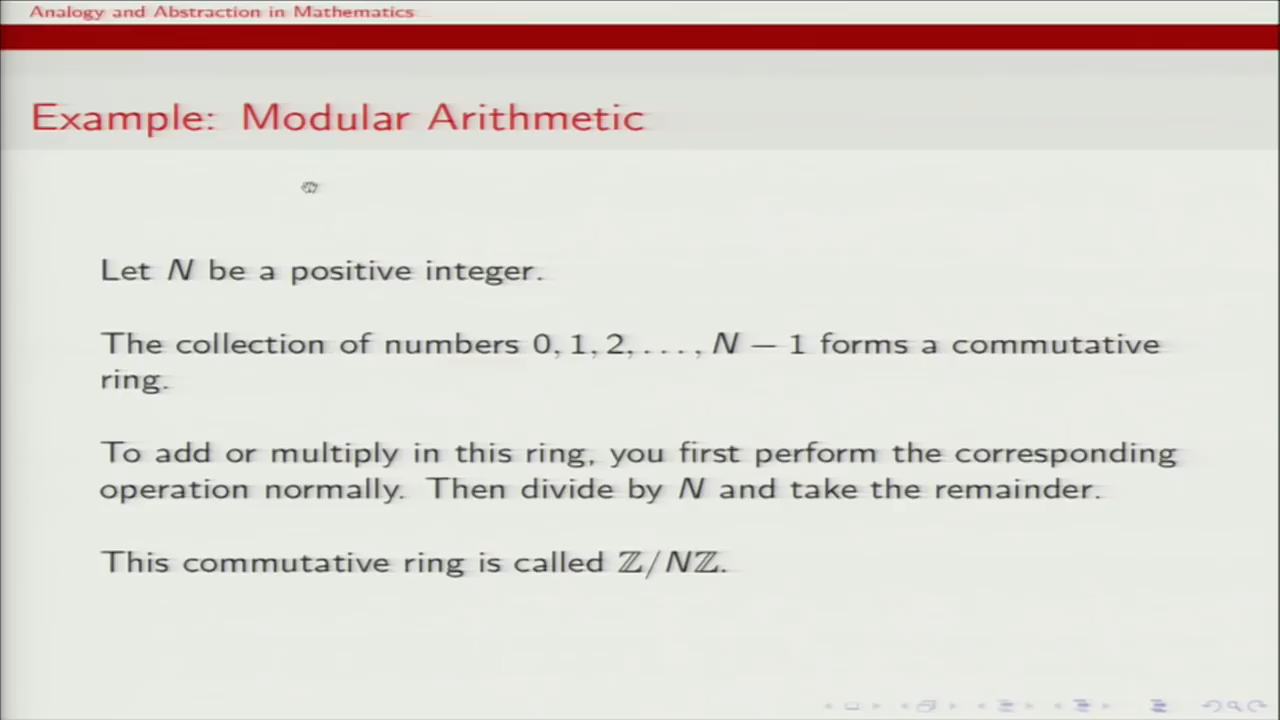 Analogy and Abstraction in Mathematics
Example: Modular Arithmetic
Let N be a positive integer.
The collection of numbers 0, 1, 2, . . . , N − 1 forms a commutative
ring.
To add or multiply in this ring, you first perform the corresponding
operation normally. Then divide by N and take the remainder.
This commutative ring is called ℤ/Nℤ.